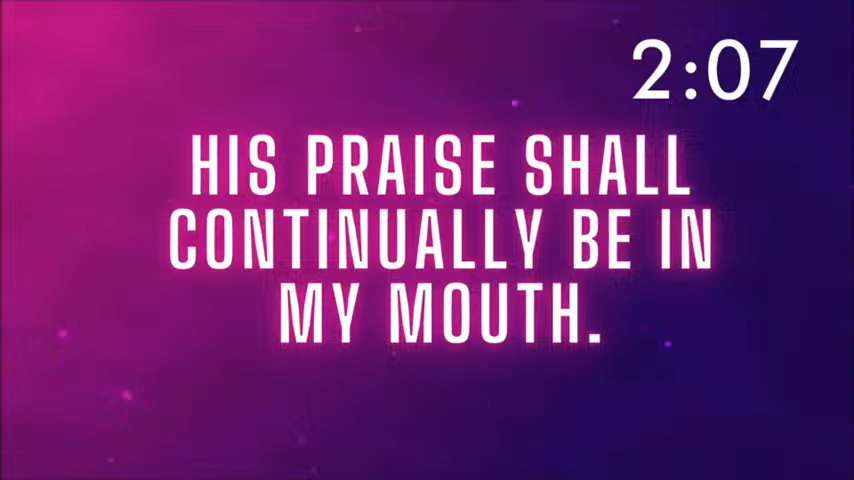 2:07
HIS PRAISE SHALL
CONTINUALLY BE IN
MY MOUTH.